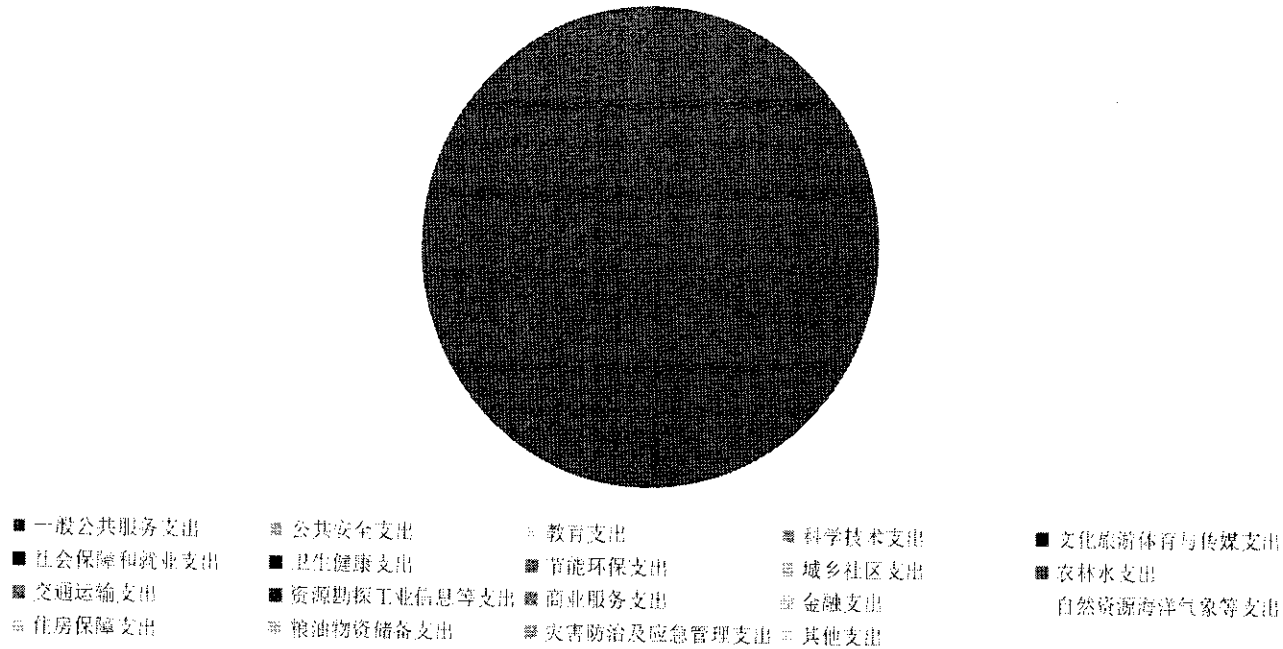 一般公共服务支出 公共安全支出 教育支出 科学技术支出 文化旅游体育与传媒支出
社会保障和就业支出 卫生健康支出 节能环保支出 城乡社区支出 农林水支出
交通运输支出 资源勘探工业信息等支出 商业服务支出 金融支出 自然资源海洋气象等支出
住房保障支出 粮油物资储备支出 灾害防治及应急管理支出 其他支出